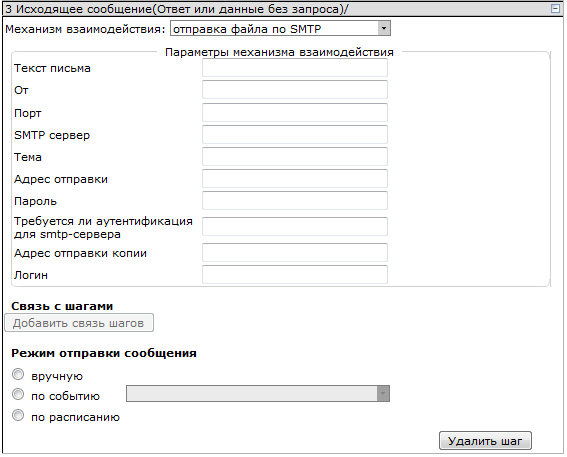 3 Исходящее сообщение(Ответ или данные без запроса)/
Механизм взаимодействия: отправка файла по SMTP
Параметры механизма взаимодействия
Текст письма
От
Порт
SMTP сервер
Тема
Адрес отправки
Пароль
Требуется ли аутентификация
для smtp-сервера
Адрес отправки копии
Логин
Связь с шагами
Добавить связь шагов
Режим отправки сообщения
вручную
по событию
по расписанию
Удалить шаг